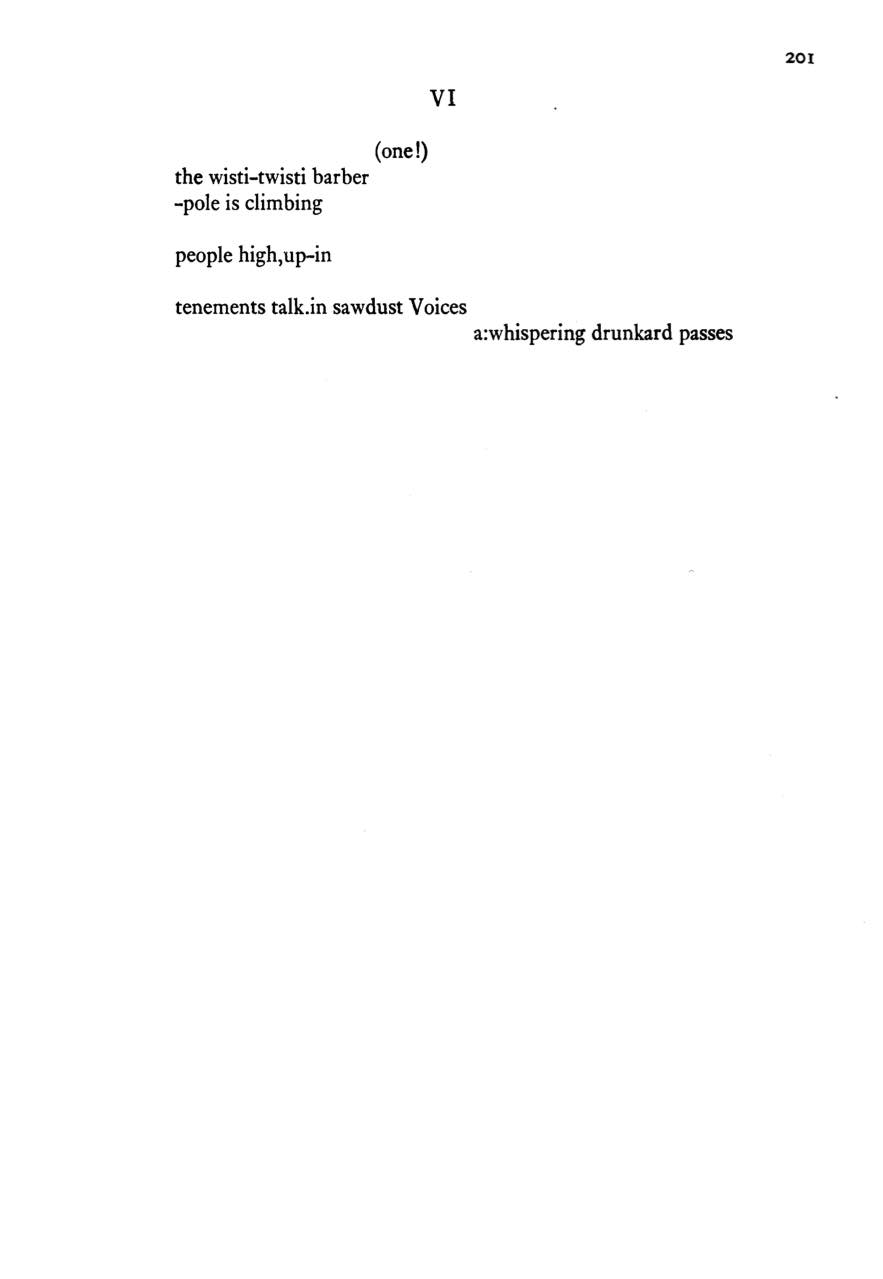 201
VI
(one!)
the wisti-twisti barber
-pole is climbing
people high,up-in
tenements talk.in sawdust Voices
a:whispering drunkard passes